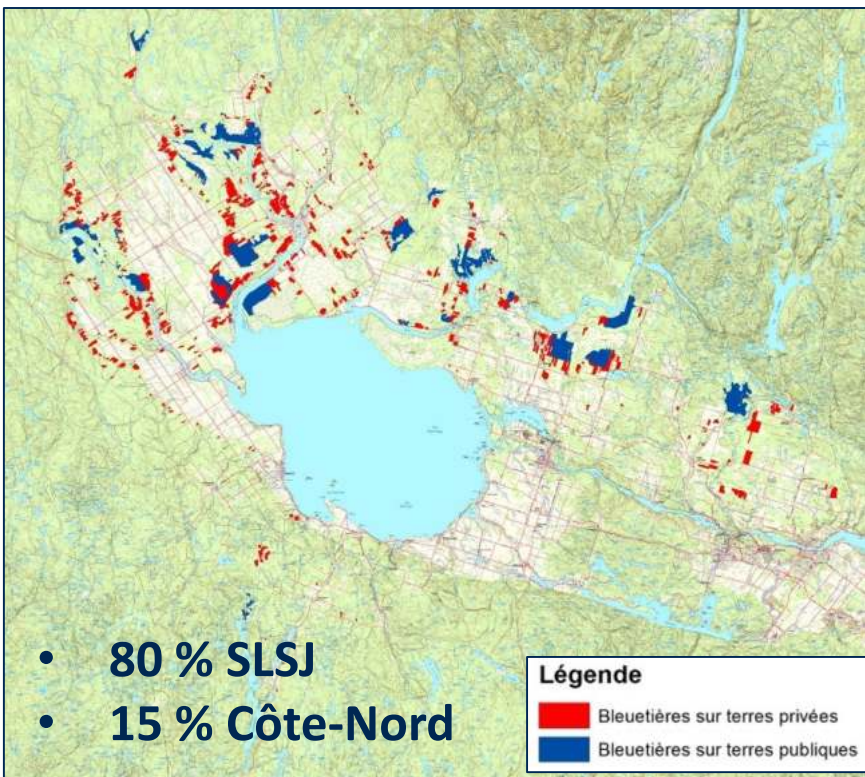 • 80 % SLSJ
• 15 % Côte-Nord
Légende
Bleuetières sur terres privées
Bleuetières sur terres publiques